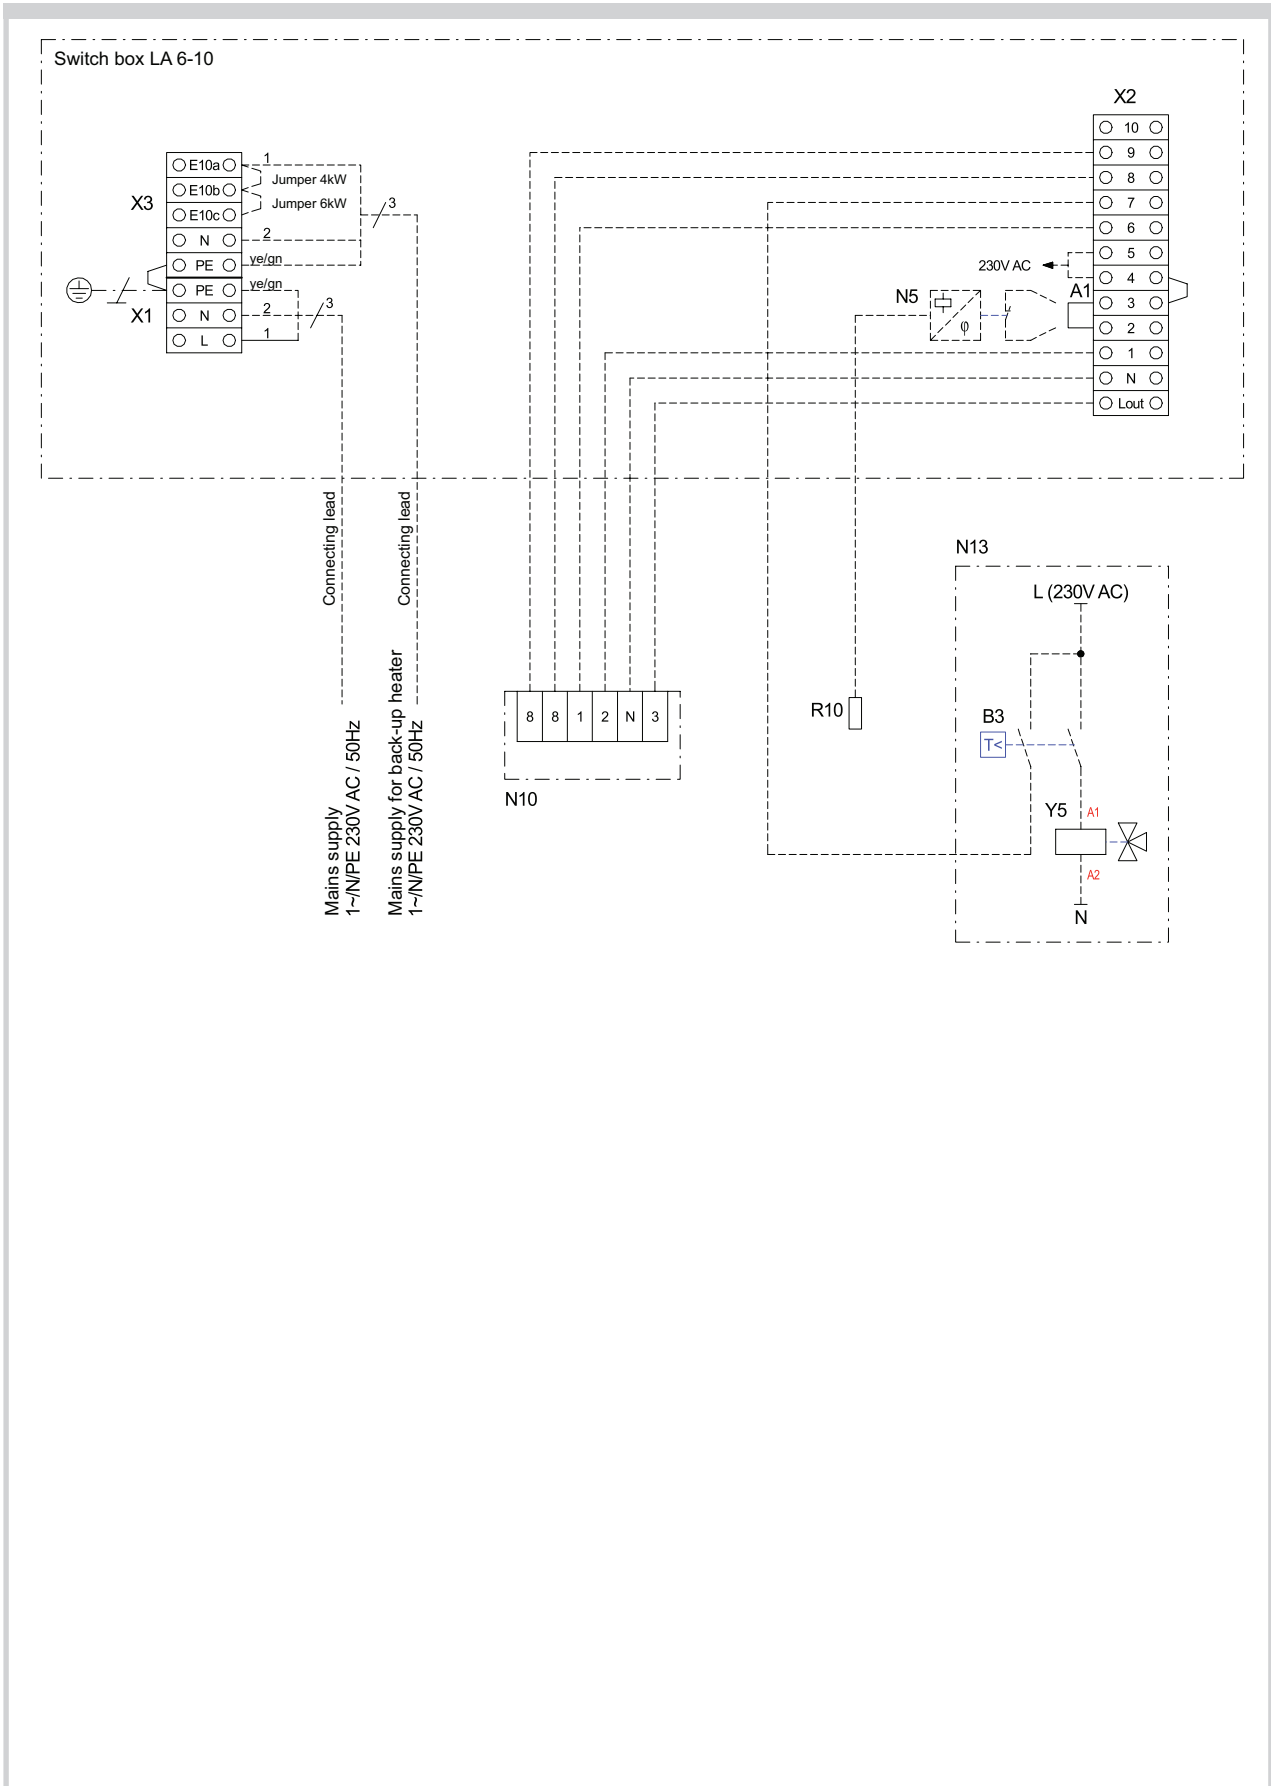 Switch box LA 6-10
X2
10
9
8
7
6
5
4
3
2
1
N
Lout
230V AC
A1
N5
φ
X3
E10a
E10b
E10c
N
PE
PE
N
L
X1
1
Jumper 4kW
Jumper 6kW
3
2
ye/gn
ye/gn
2
3
1
Connecting lead
Connecting lead
Mains supply
1~/N/PE 230V AC / 50Hz
Mains supply for back-up heater
1~/N/PE 230V AC / 50Hz
8 8 1 2 N 3
N10
R10
N13
L (230V AC)
B3
T<
Y5
A1
A2
N